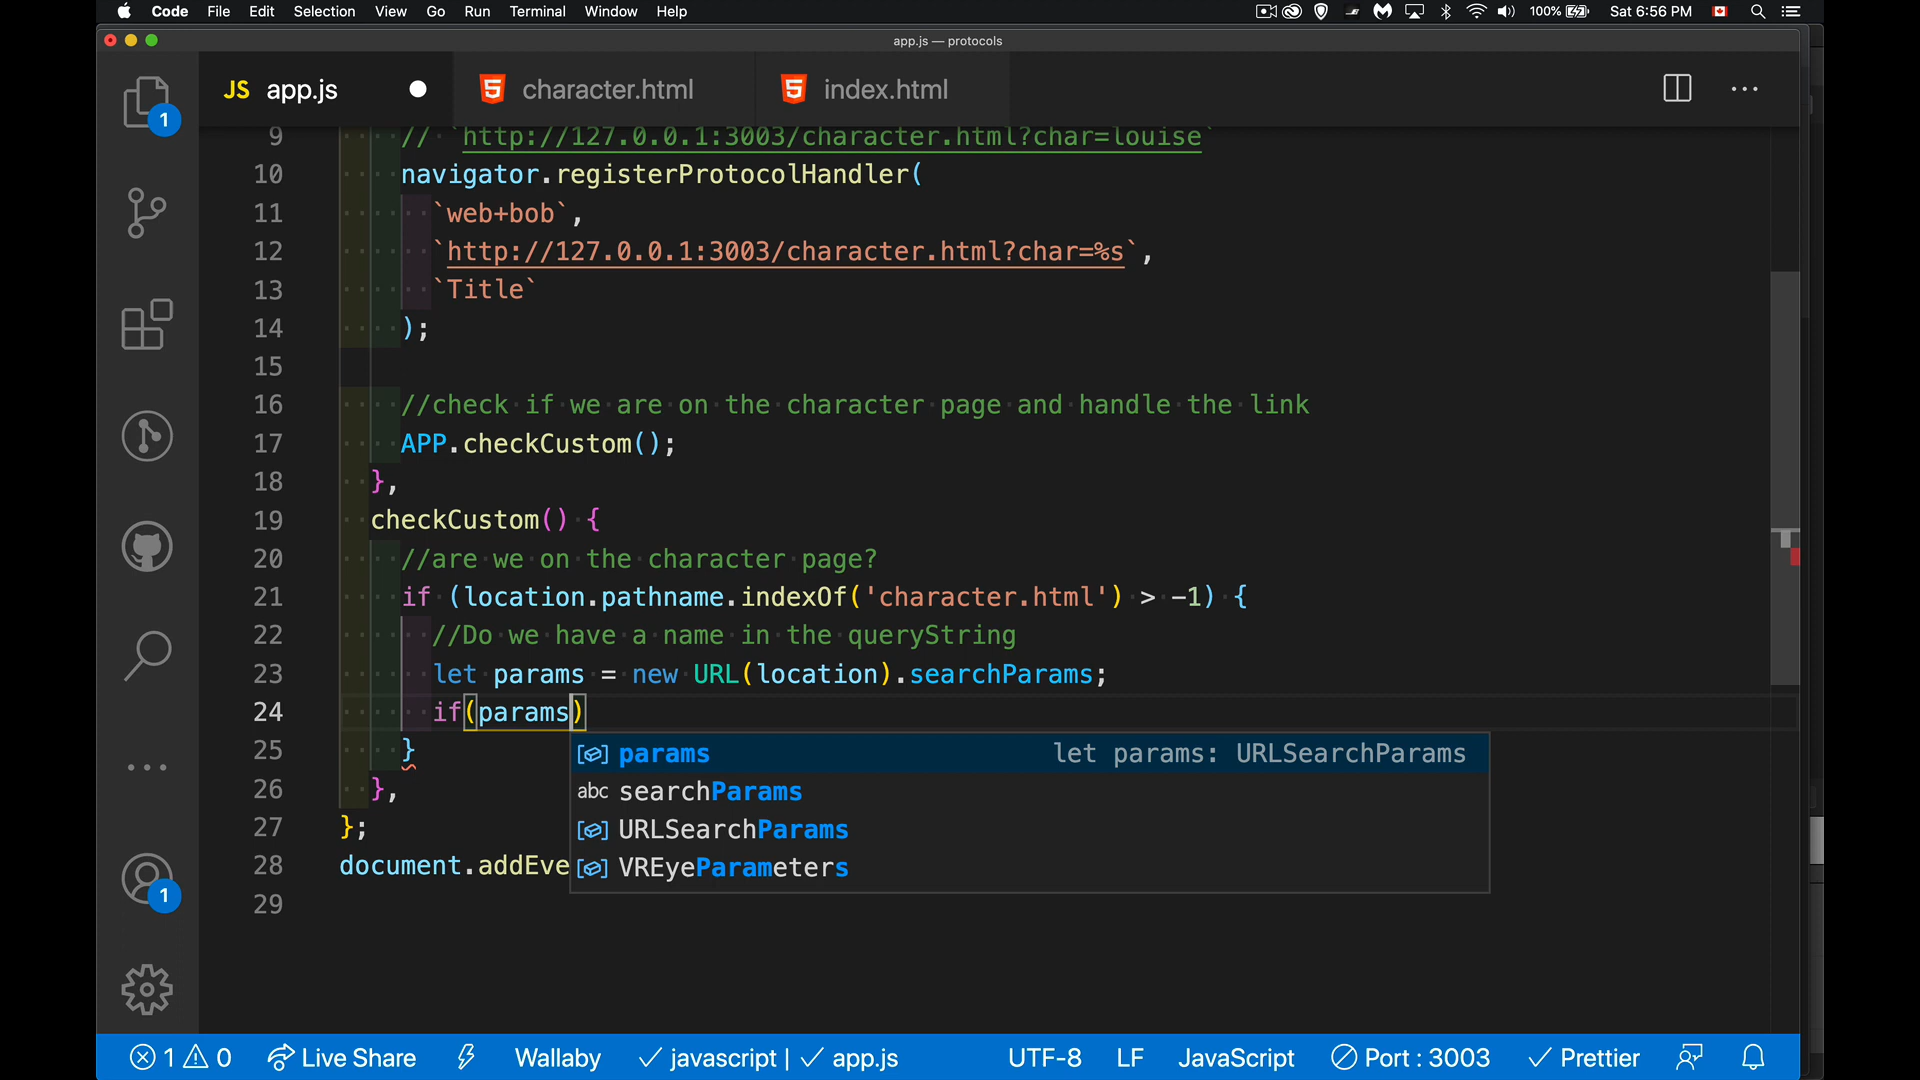 Code File Edit Selection View Go Run Terminal Window Help 100% Sat 6:56 PM
app.js — protocols
JS app.js character.html index.html
1
9 // `http://127.0.0.1:3003/character.html?char=louise`
10 navigator.registerProtocolHandler(
11 `web+bob`,
12 `http://127.0.0.1:3003/character.html?char=%s`,
13 `Title`
14 );
15
16 //check if we are on the character page and handle the link
17 APP.checkCustom();
18 },
19 checkCustom() {
20 //are we on the character page?
21 if (location.pathname.indexOf('character.html') > -1) {
22 //Do we have a name in the queryString
23 let params = new URL(location).searchParams;
24 if(params)
25 }
params let params: URLSearchParams
26 },
abc searchParams
27 };
URLSearchParams
28 document.addEve
VREyeParameters
1
29
1 0 Live Share Wallaby javascript | app.js UTF-8 LF JavaScript Port : 3003 Prettier